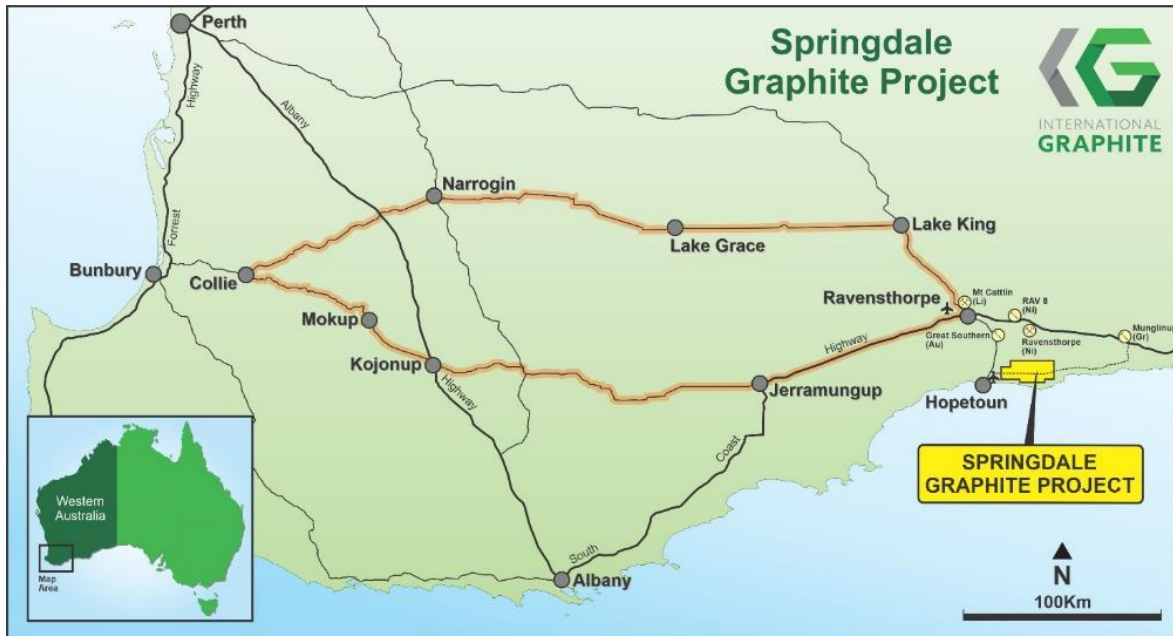 Perth
Springdale
Graphite Project
INTERNATIONAL
GRAPHITE
Highway
Albany
Narrogin
Lake Grace
Lake King
Forrest
Bunbury
Collie
Mokup
Kojonup
Ravensthorpe
Mt Cattlin
(Li)
RAV 8
(Ni)
Great Southern
(Au)
Ravensthorpe
(Ni)
Munglinup
(Gr)
Highway
Highway
Jerramungup
Hopetoun
Coast
South
Albany
SPRINGDALE
GRAPHITE PROJECT
Western
Australia
Map
Area
N
100Km